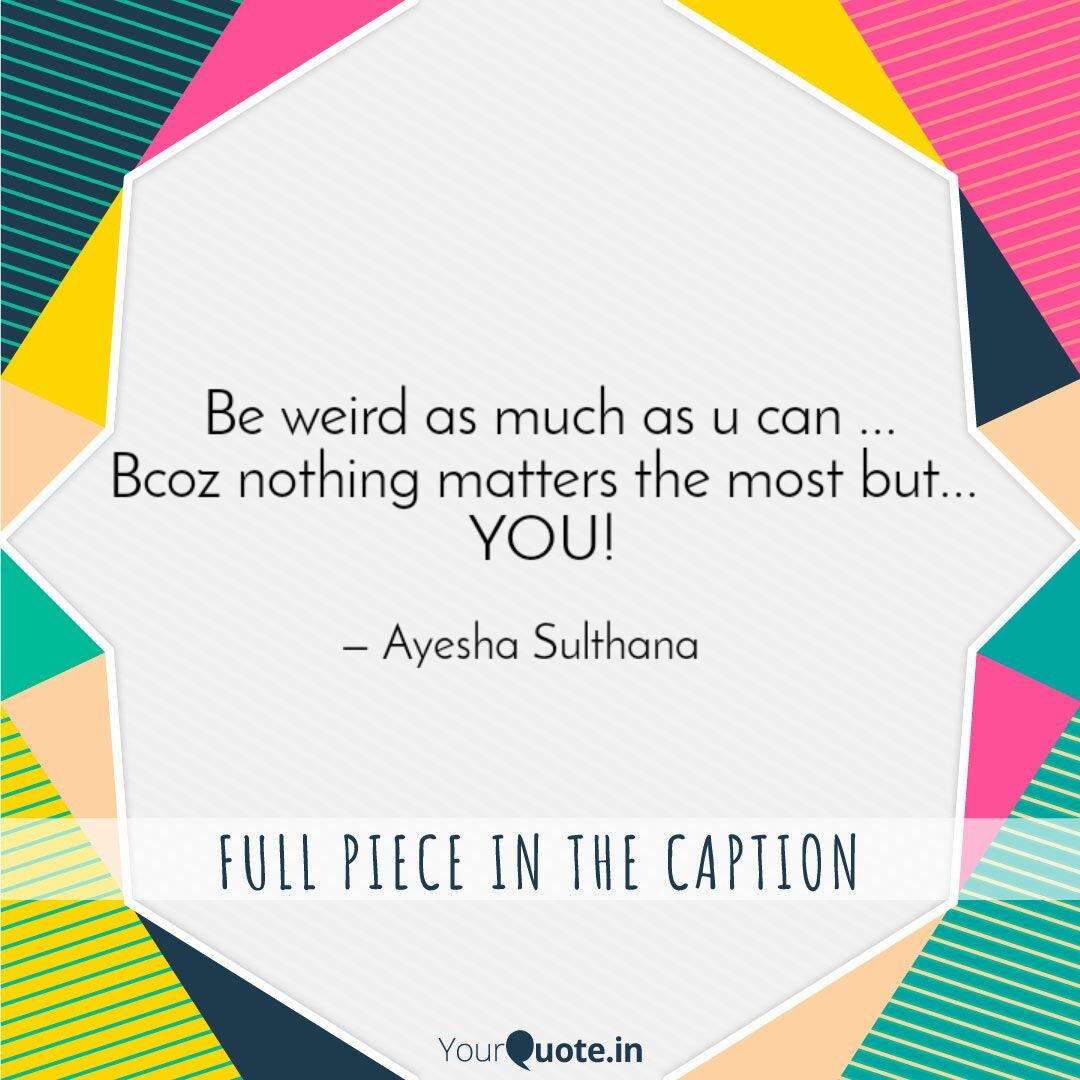 Be weird as much as u can ...
Bcoz nothing matters the most but...
YOU!
– Ayesha Sulthana
FULL PIECE IN THE CAPTION
YourQuote.in